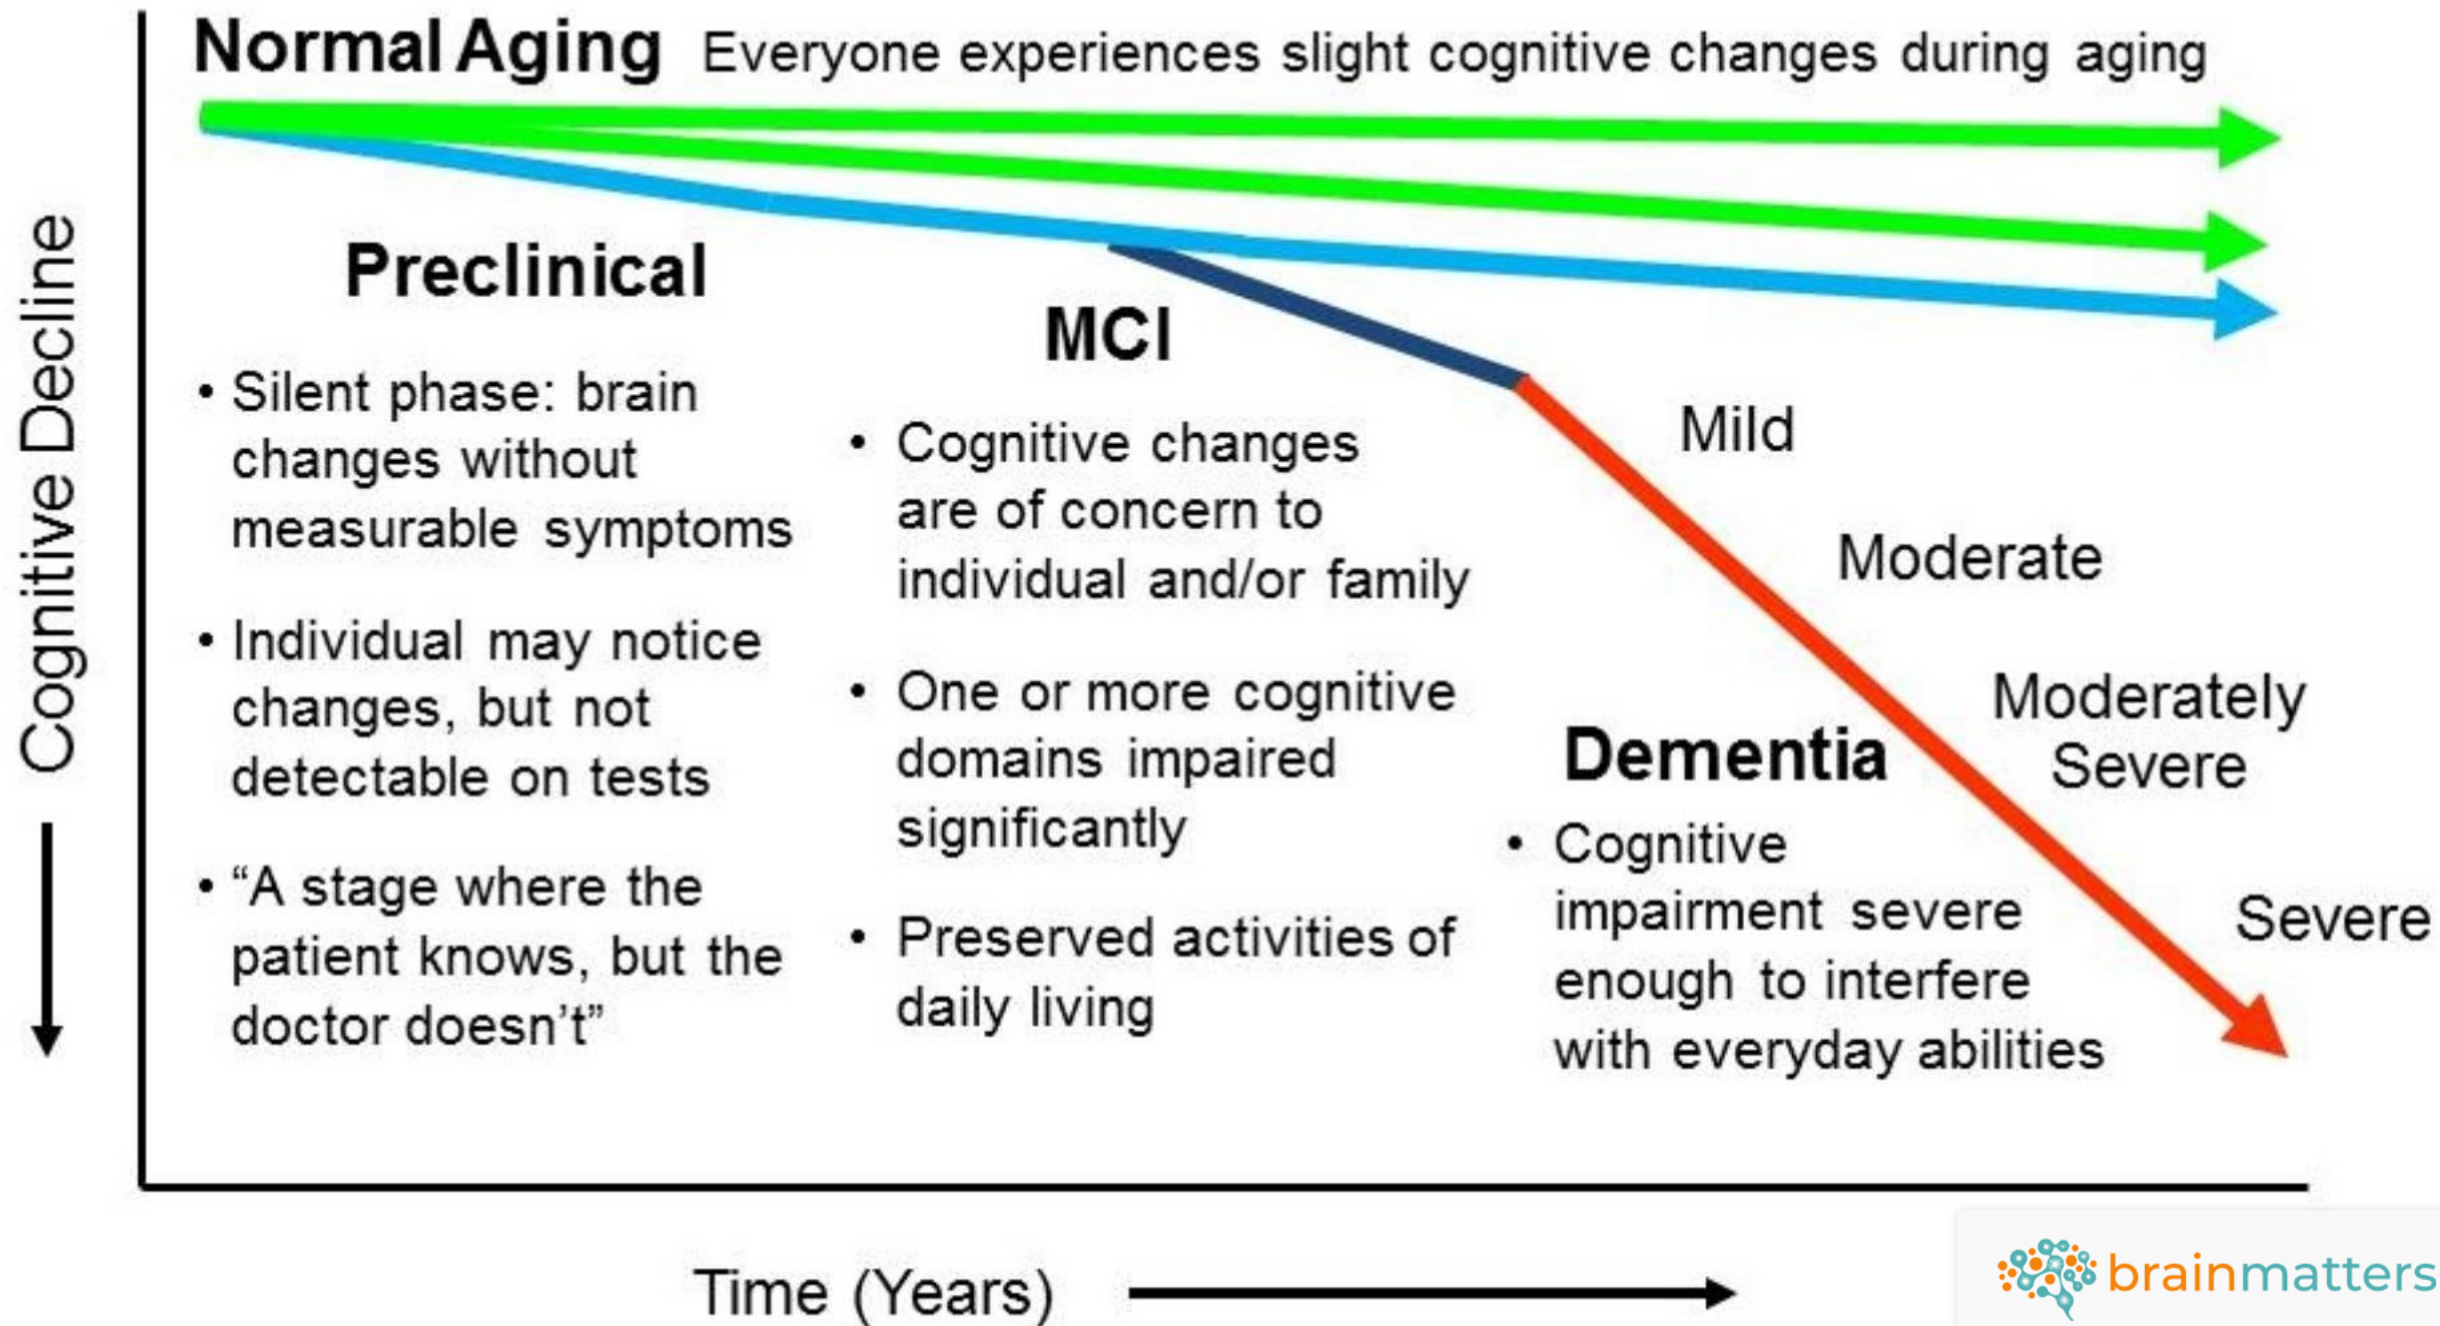 Normal Aging Everyone experiences slight cognitive changes during aging
Cognitive Decline
Preclinical
• Silent phase: brain
changes without
measurable symptoms
• Individual may notice
changes, but not
detectable on tests
• “A stage where the
patient knows, but the
doctor doesn’t”
MCI
• Cognitive changes
are of concern to
individual and/or family
• One or more cognitive
domains impaired
significantly
• Preserved activities of
daily living
Dementia
• Cognitive
impairment severe
enough to interfere
with everyday abilities
Mild
Moderate
Moderately
Severe
Severe
Time (Years)
brainmatters